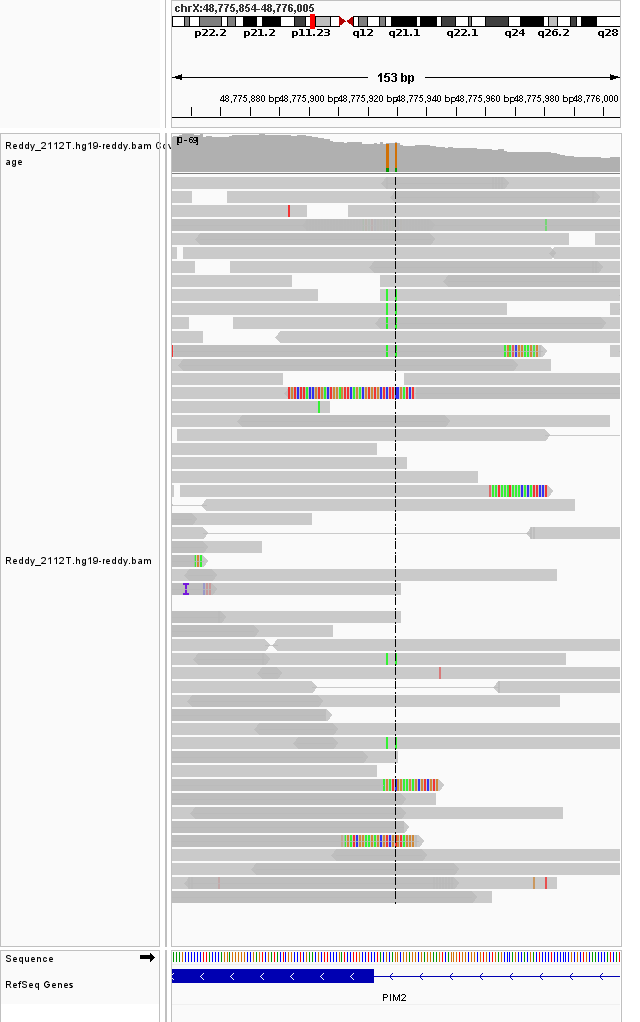 chrX:48,775,854-48,776,005
p22.2 p21.2 p11.23 q12 q21.1 q22.1 q24 q26.2 q28
153 bp
48,775,880 bp 48,775,900 bp 48,775,920 bp 48,775,940 bp 48,775,960 bp 48,775,980 bp 48,776,000
[0-69]
Reddy_2112T.hg19-reddy.bam Cov
age
Reddy_2112T.hg19-reddy.bam
Sequence
RefSeq Genes
PIM2